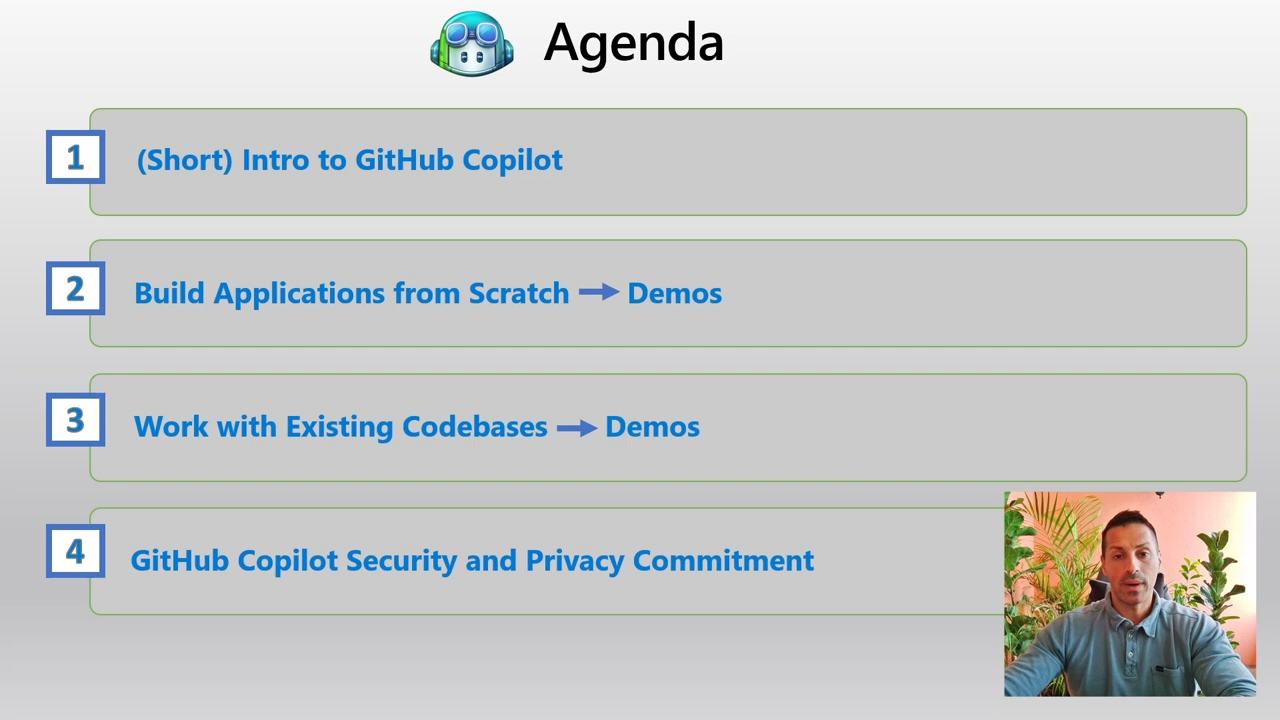 Agenda
1
(Short) Intro to GitHub Copilot
2
Build Applications from Scratch → Demos
3
Work with Existing Codebases → Demos
4
GitHub Copilot Security and Privacy Commitment